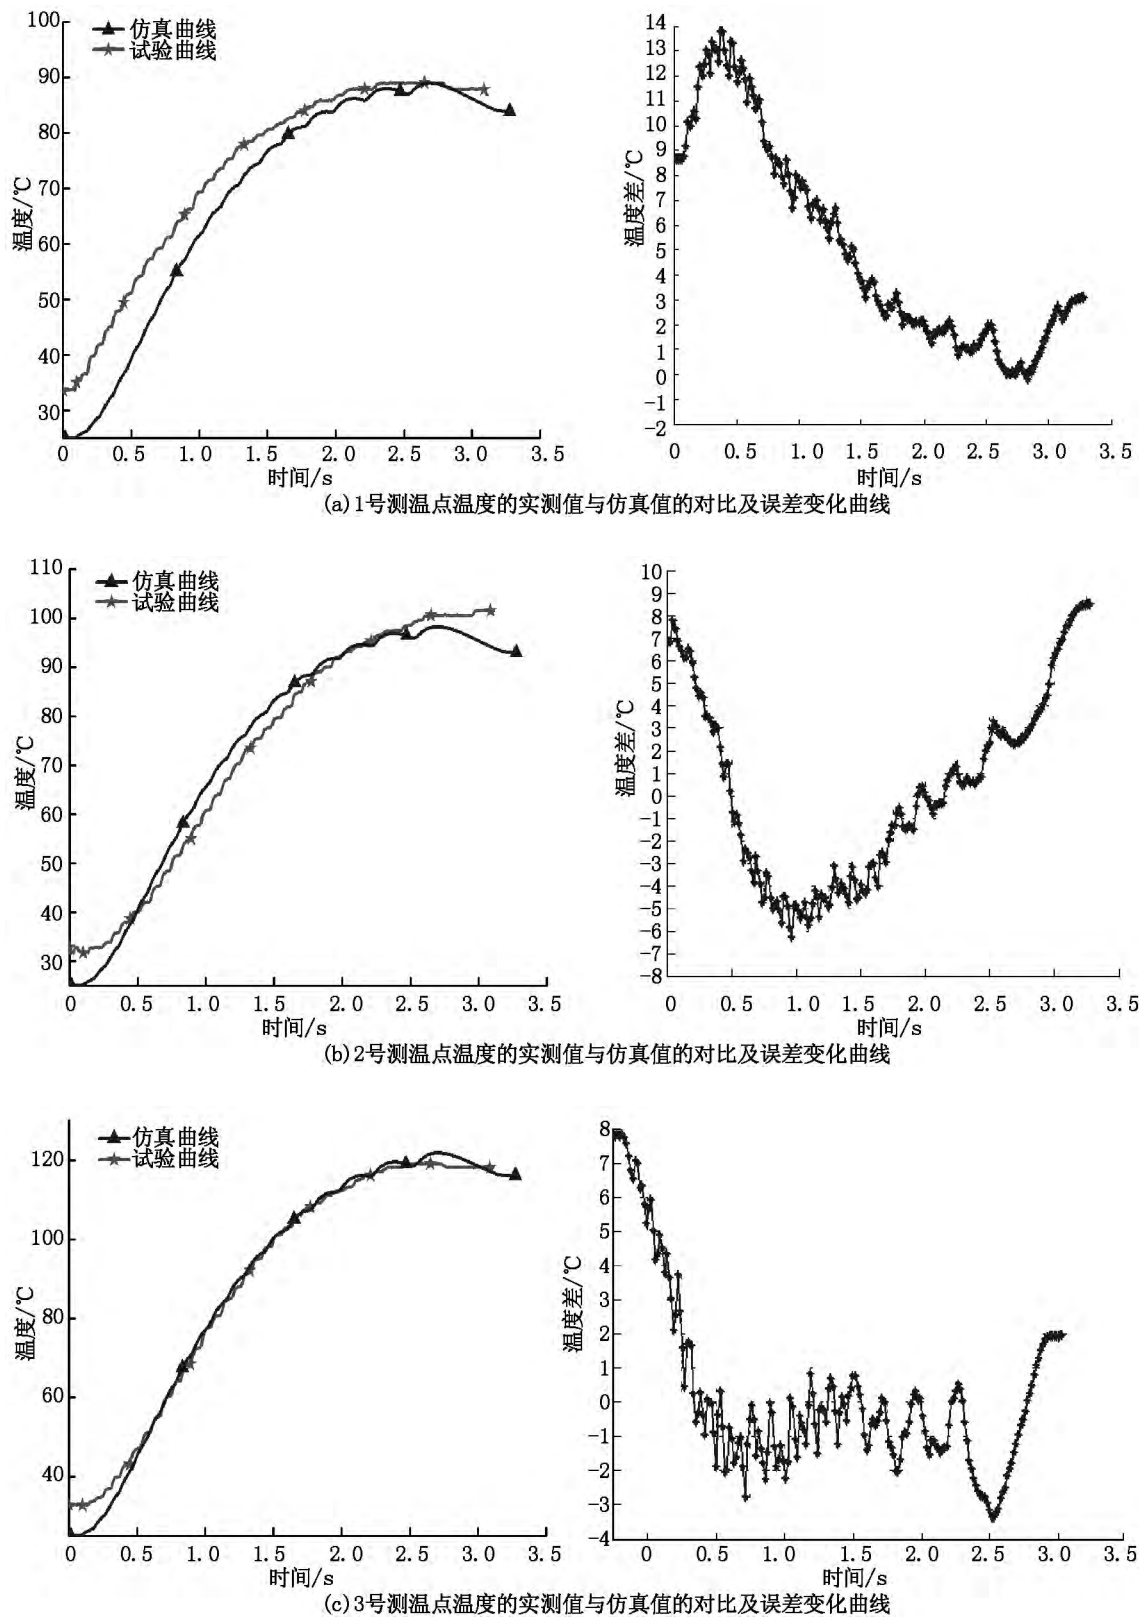 100
90
80
70
60
50
40
30
温度/℃
仿真曲线
试验曲线
0 0.5 1.0 1.5 2.0 2.5 3.0 3.5
时间/s
14
13
12
11
10
9
8
7
6
5
4
3
2
1
0
-1
-2
温度差/℃
0 0.5 1.0 1.5 2.0 2.5 3.0 3.5
时间/s
(a)1号测温点温度的实测值与仿真值的对比及误差变化曲线
110
100
90
80
70
60
50
40
30
温度/℃
仿真曲线
试验曲线
0 0.5 1.0 1.5 2.0 2.5 3.0 3.5
时间/s
10
9
8
7
6
5
4
3
2
1
0
-1
-2
-3
-4
-5
-6
-7
-8
温度差/℃
0 0.5 1.0 1.5 2.0 2.5 3.0 3.5
时间/s
(b)2号测温点温度的实测值与仿真值的对比及误差变化曲线
120
100
80
60
40
温度/℃
仿真曲线
试验曲线
0 0.5 1.0 1.5 2.0 2.5 3.0 3.5
时间/s
8
7
6
5
4
3
2
1
0
-1
-2
-3
-4
温度差/℃
0 0.5 1.0 1.5 2.0 2.5 3.0 3.5
时间/s
(c)3号测温点温度的实测值与仿真值的对比及误差变化曲线